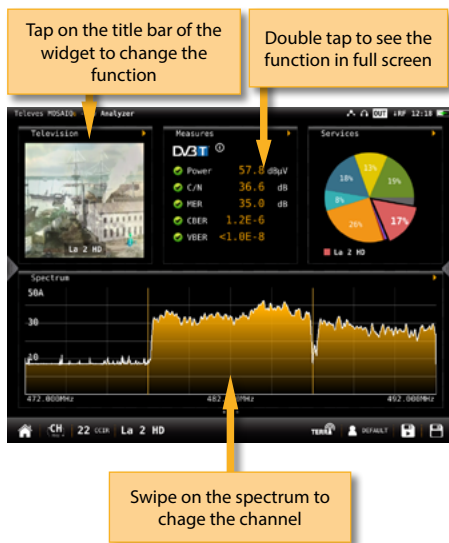 Tap on the title bar of the
widget to change the
function
Double tap to see the
function in full screen
Televes MOSAIQ Analyzer
OUT RF 12:18
Television
La 2 HD
Measures
DVB T
Power 57.8 dBµV
C/N 36.6 dB
MER 35.0 dB
CBER 1.2E-6
VBER <1.0E-8
Services
13%
19%
17%
26%
8%
18%
La 2 HD
Spectrum
50A
30
10
472.000MHz 482. 492.000MHz
CH 22 CCIR La 2 HD
TERR DEFAULT
Swipe on the spectrum to
chage the channel